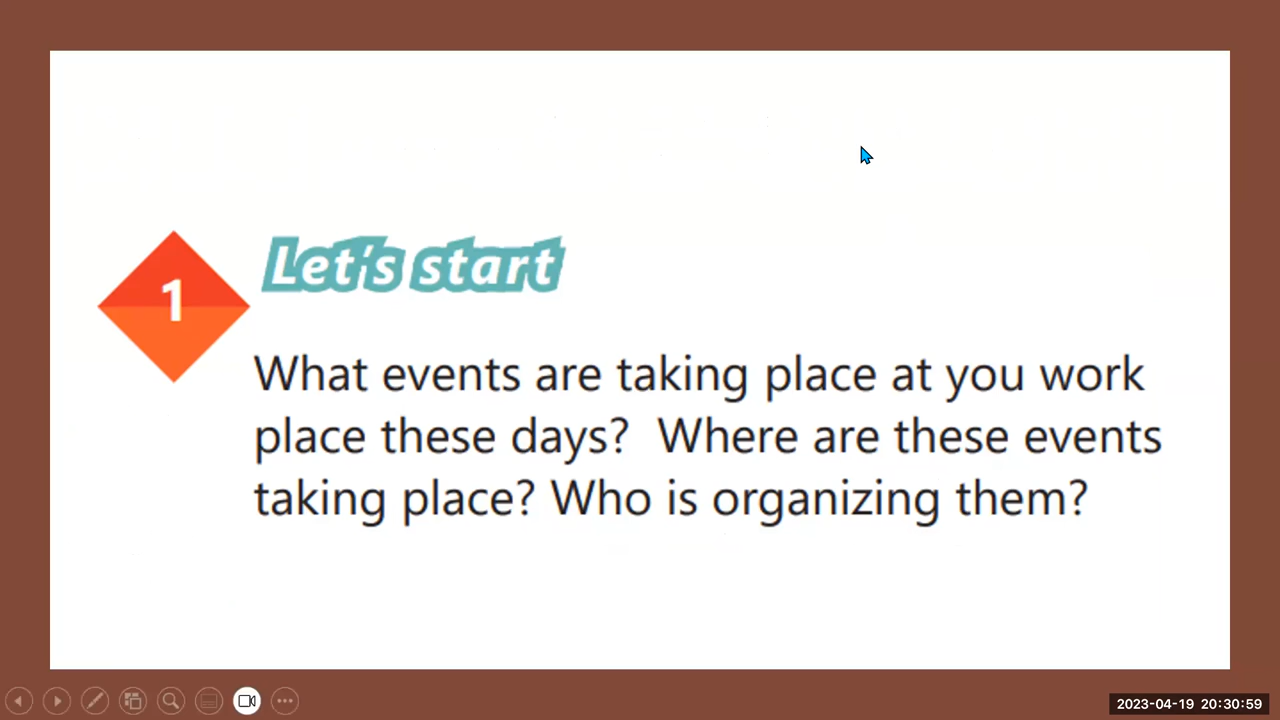 1
Let's start
What events are taking place at you work
place these days?  Where are these events
taking place? Who is organizing them?
2023-04-19 20:30:59